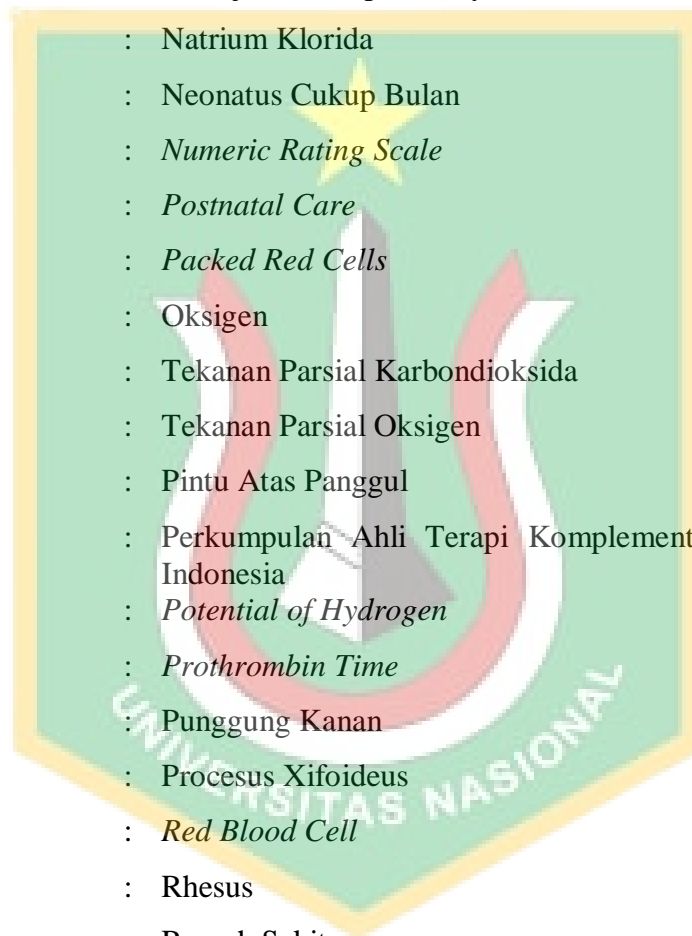 : Natrium Klorida
: Neonatus Cukup Bulan
: Numeric Rating Scale
: Postnatal Care
: Packed Red Cells
: Oksigen
: Tekanan Parsial Karbondioksida
: Tekanan Parsial Oksigen
: Pintu Atas Panggul
: Perkumpulan Ahli Terapi Komplement
Indonesia
: Potential of Hydrogen
: Prothrombin Time
: Punggung Kanan
: Procesus Xifoideus
: Red Blood Cell
: Rhesus
UNIVERSITAS NASIONAL